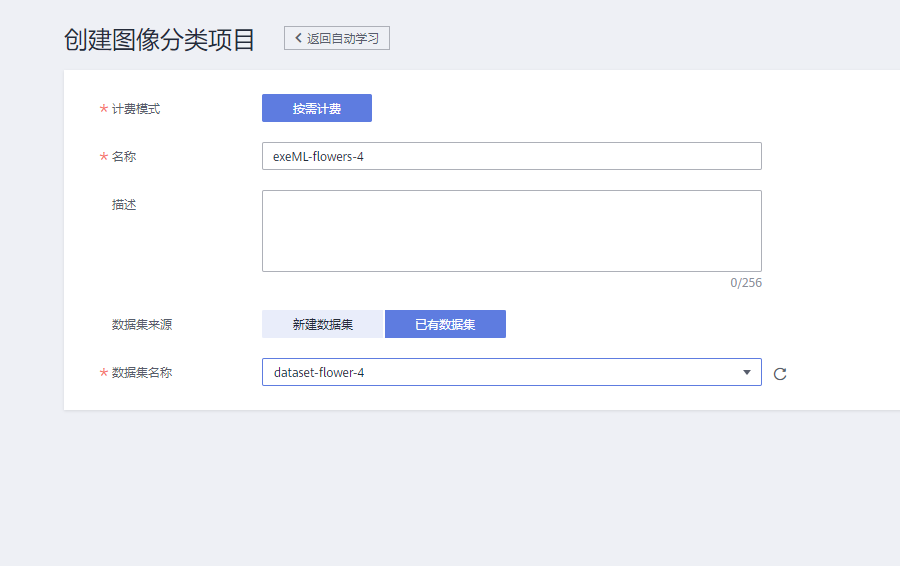 创建图像分类项目 返回自动学习
* 计费模式 按需计费
* 名称 exeML-flowers-4
描述
0/256
数据集来源 新建数据集 已有数据集
* 数据集名称 dataset-flower-4